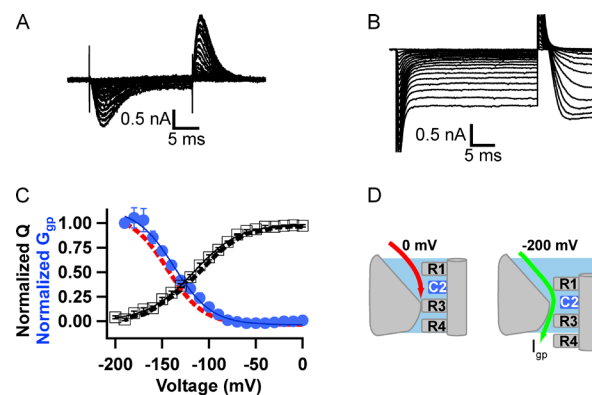 A
0.5 nA
5 ms
B
0.5 nA
5 ms
C
Normalized Q
Normalized Ggp
1.00
0.75
0.50
0.25
0.00
-200 -150 -100 -50 0
Voltage (mV)
D
0 mV
R1
C2
R3
R4
-200 mV
R1
C2
R3
R4
Igp